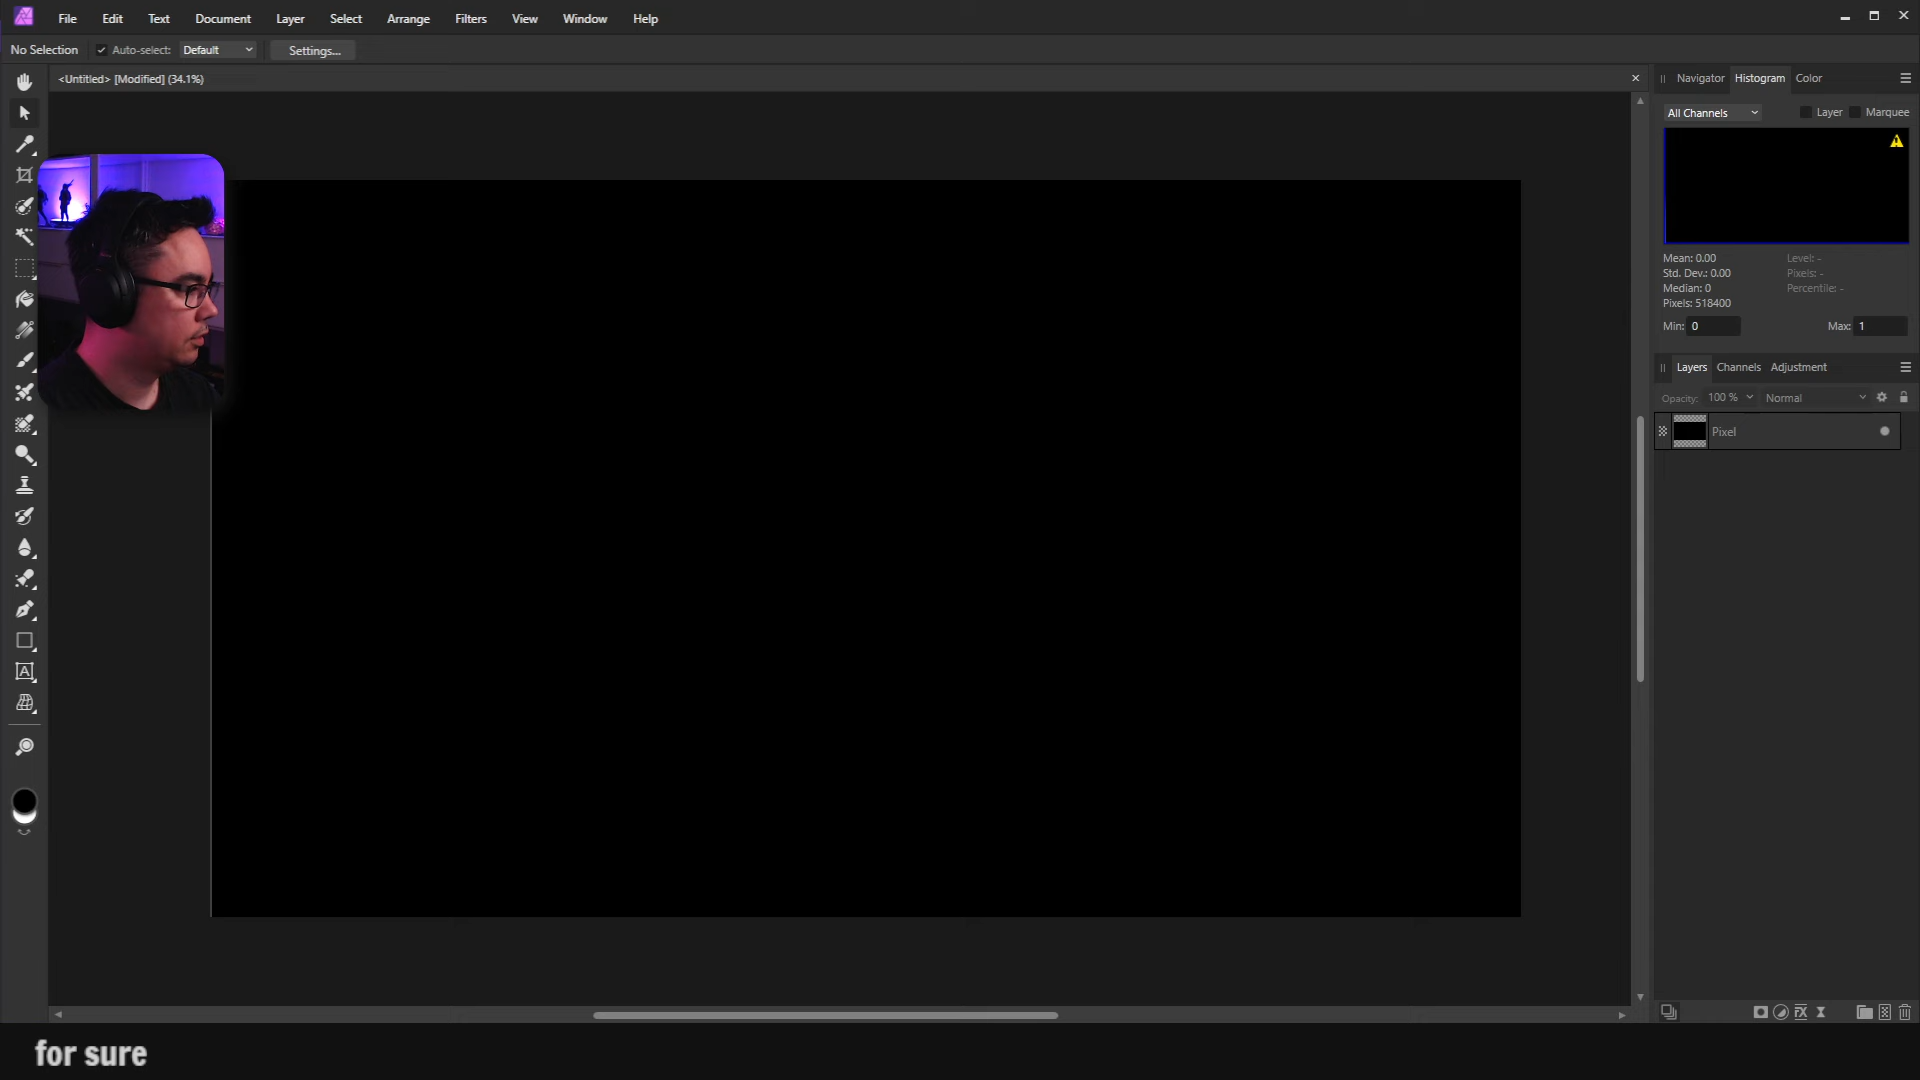 File Edit Text Document Layer Select Arrange Filters View Window Help
No Selection Auto-select: Default Settings...
<Untitled> [Modified] (34.1%)
Navigator Histogram Color
All Channels Layer Marquee
Mean: 0.00 Level: -
Std. Dev.: 0.00 Pixels: -
Median: 0 Percentile: -
Pixels: 518400
Min: 0 Max: 1
Layers Channels Adjustment
Opacity: 100 % Normal
Pixel
for sure